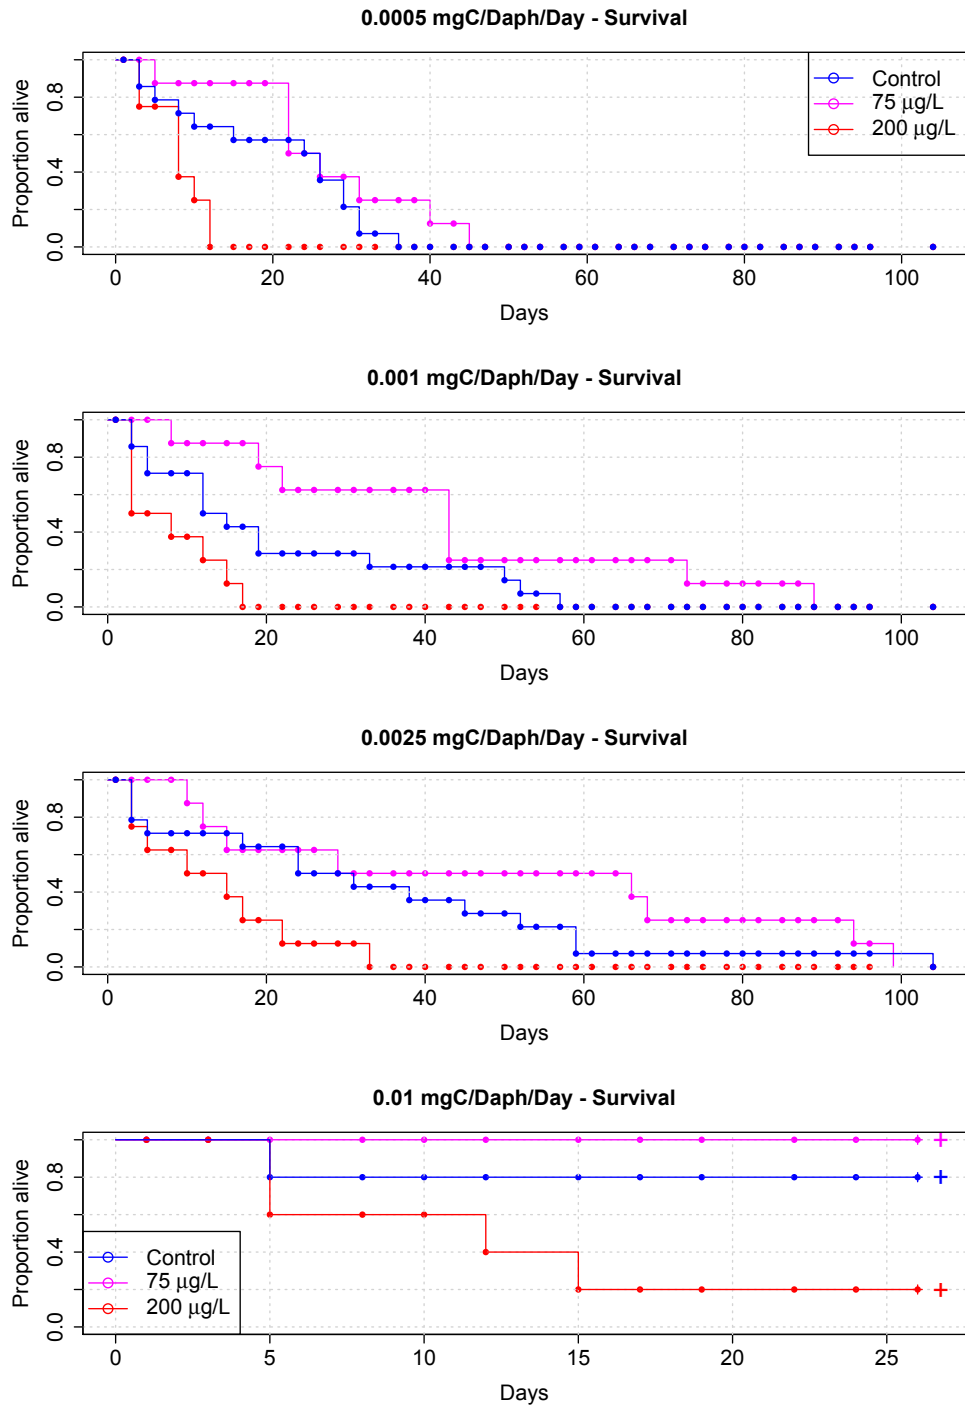 0.0005 mgC/Daph/Day - Survival
Proportion alive
0.0 0.4 0.8
Control
75 μg/L
200 μg/L
0 20 40 60 80 100
Days
0.001 mgC/Daph/Day - Survival
Proportion alive
0.0 0.4 0.8
0 20 40 60 80 100
Days
0.0025 mgC/Daph/Day - Survival
Proportion alive
0.0 0.4 0.8
0 20 40 60 80 100
Days
0.01 mgC/Daph/Day - Survival
Proportion alive
0.0 0.4 0.8
Control
75 μg/L
200 μg/L
0 5 10 15 20 25
Days